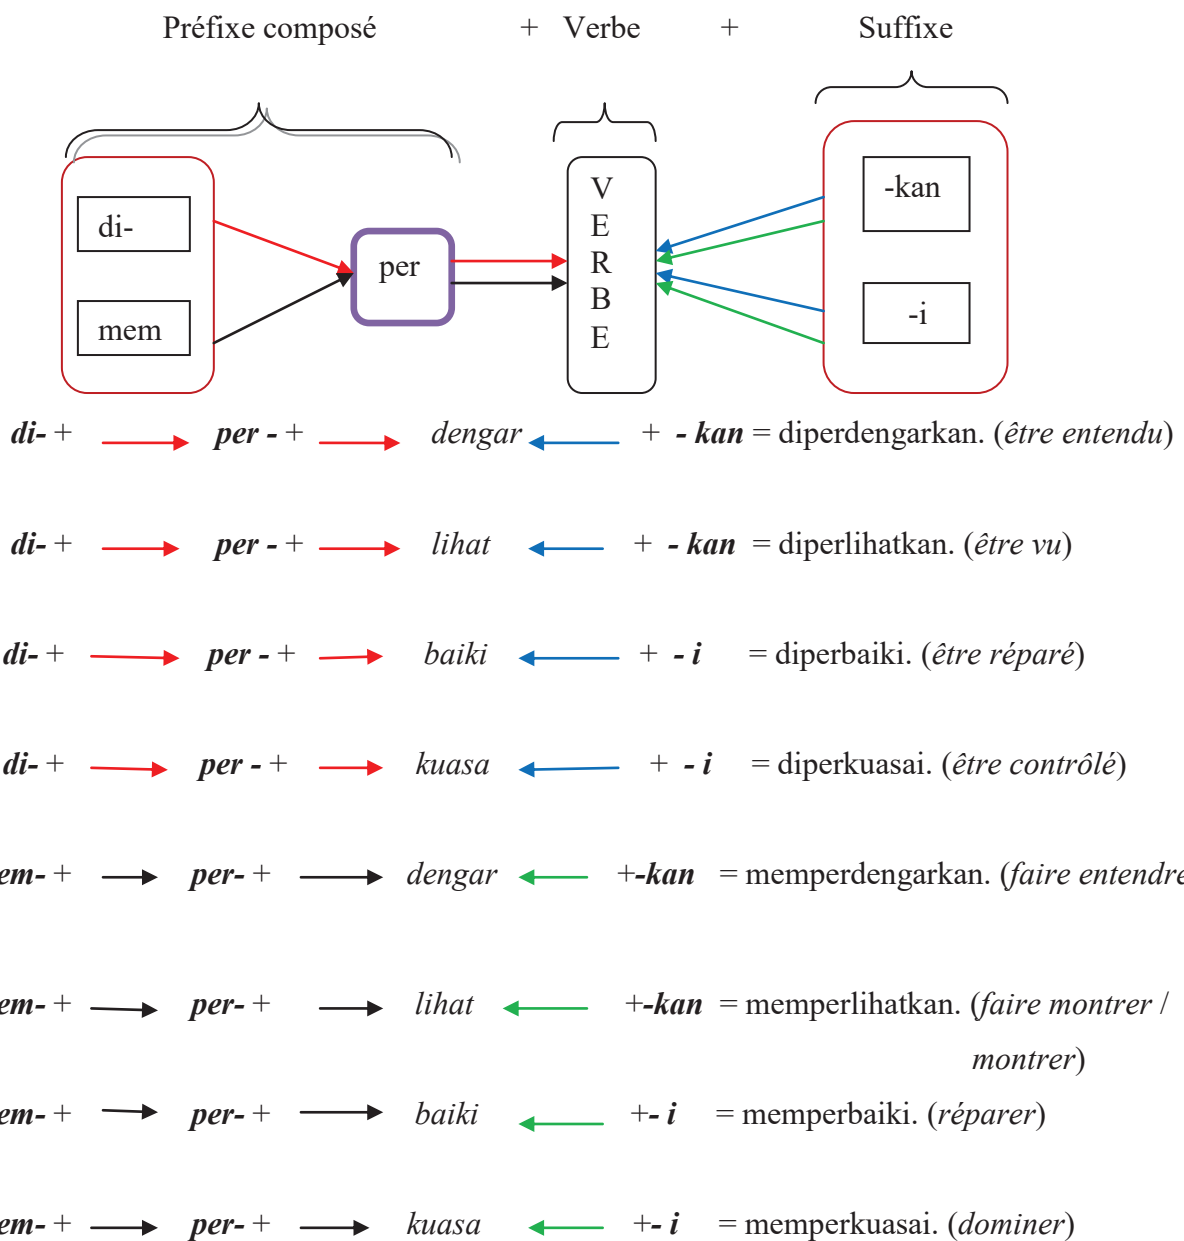 Préfixe composé + Verbe + Suffixe
di-
mem
per
V
E
R
B
E
-kan
-i
di- + per - + dengar + - kan = diperdengarkan. (être entendu)
di- + per - + lihat + - kan = diperlihatkan. (être vu)
di- + per - + baiki + - i = diperbaiki. (être réparé)
di- + per - + kuasa + - i = diperkuasai. (être contrôlé)
em- + per- + dengar +-kan = memperdengarkan. (faire entendre
em- + per- + lihat +-kan = memperlihatkan. (faire montrer /
montrer)
em- + per- + baiki +- i = memperbaiki. (réparer)
em- + per- + kuasa +- i = memperkuasai. (dominer)